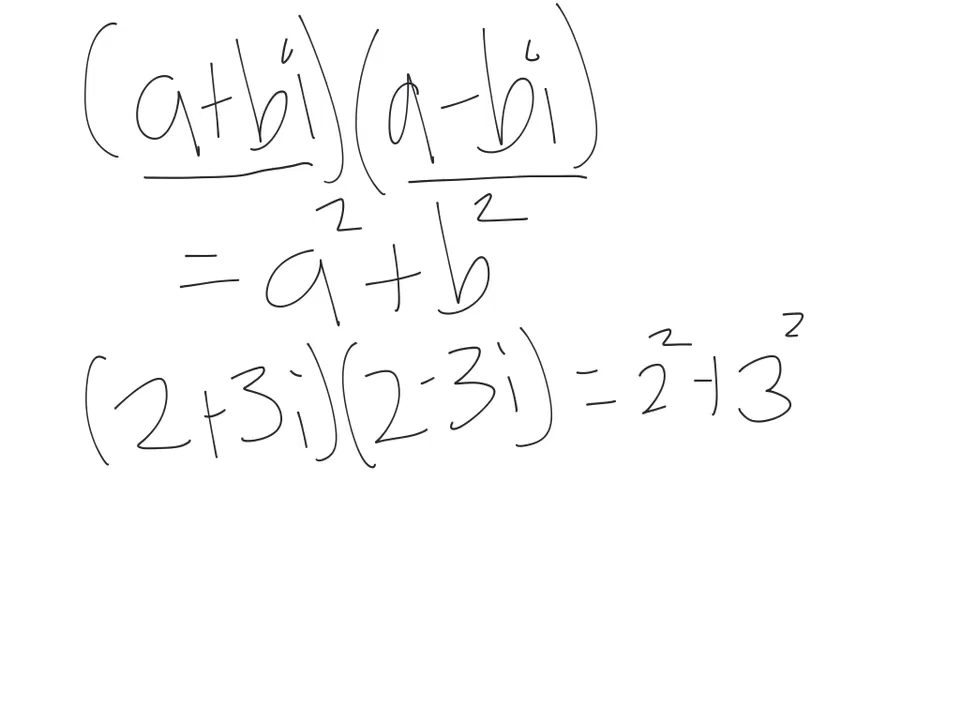 (a+bi)(a-bi)
= a² + b²
(2+3i)(2-3i) = 2² + 3²